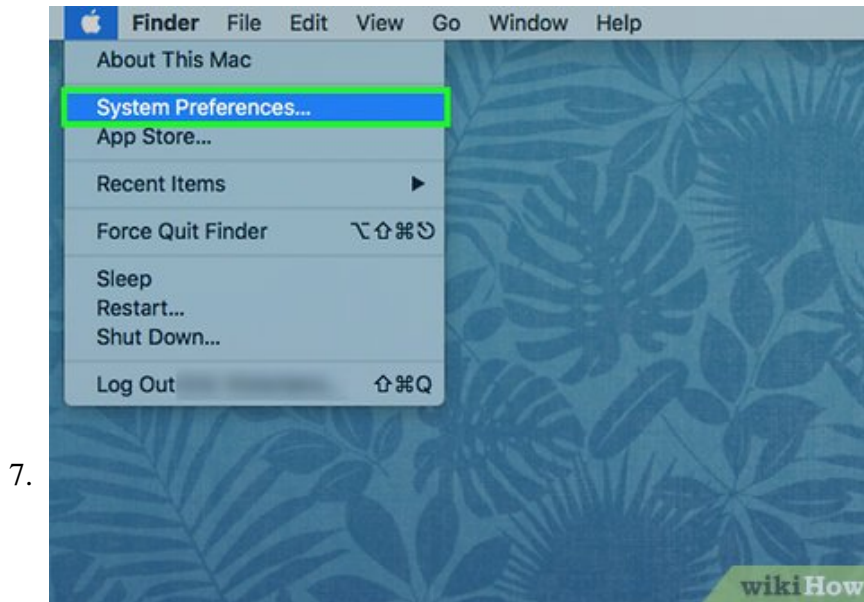 Finder File Edit View Go Window Help
About This Mac
System Preferences...
App Store...
Recent Items
Force Quit Finder ⌥⇧⌘⎋
Sleep
Restart...
Shut Down...
Log Out ⇧⌘Q
7.
wikiHow